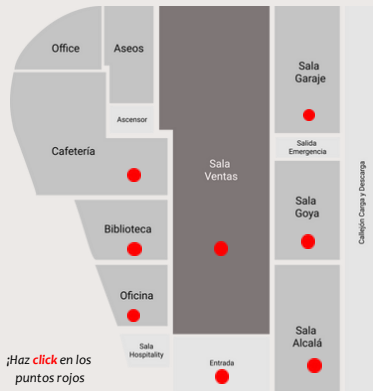 Office
Aseos
Sala
Garaje
Ascensor
Salida
Emergencia
Cafetería
Sala
Ventas
Callejón Carga y Descarga
Sala
Goya
Biblioteca
Oficina
Sala
Alcalá
Sala
Hospitality
Entrada
¡Haz click en los
puntos rojos